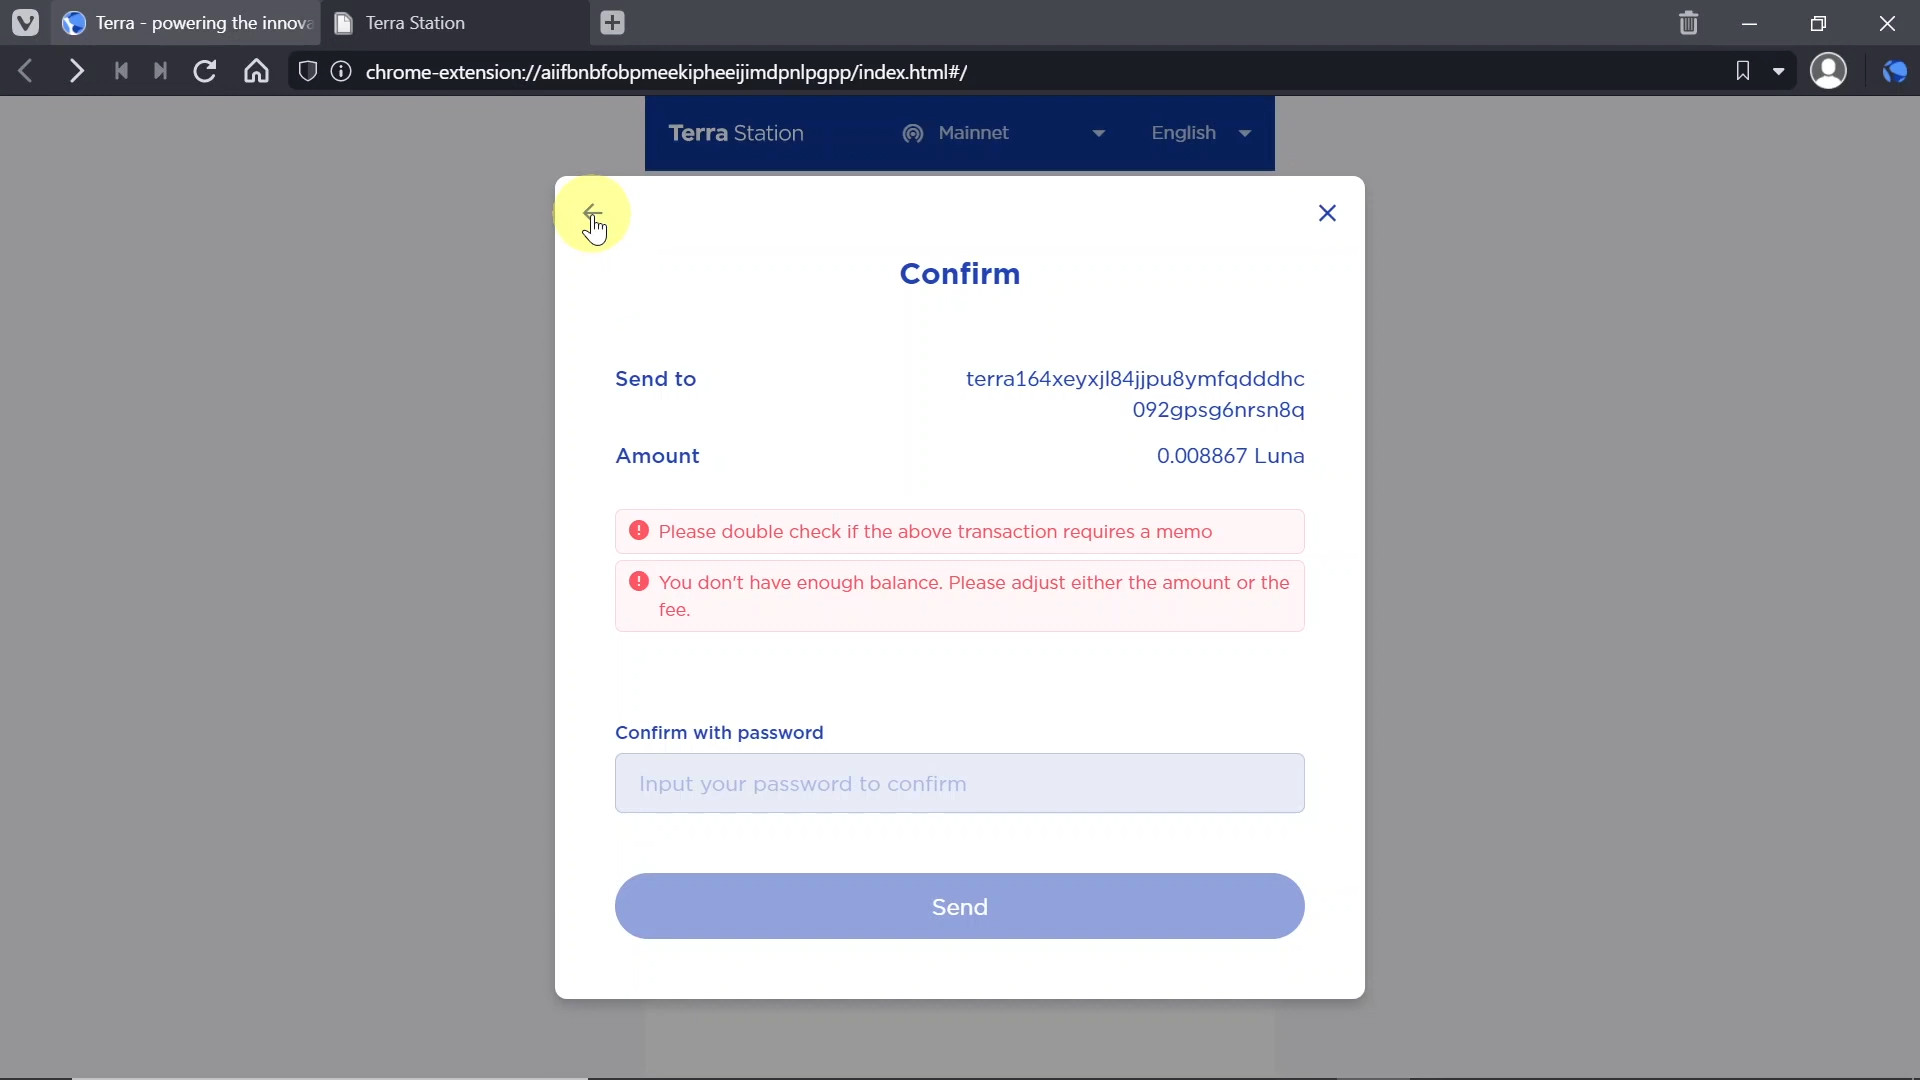 Terra - powering the innova
Terra Station
chrome-extension://aiifbnbfobpmeekipheeijimdpnlpgpp/index.html#/
Terra Station
Mainnet
English
Confirm
Send to
terra164xeyxjl84jjpu8ymfqdddhc
092gpsg6nrsn8q
Amount
0.008867 Luna
Please double check if the above transaction requires a memo
You don't have enough balance. Please adjust either the amount or the
fee.
Confirm with password
Input your password to confirm
Send